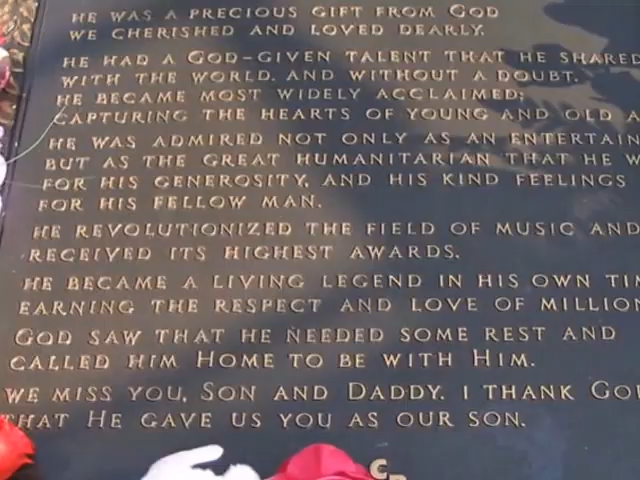 HE WAS A PRECIOUS GIFT FROM GOD
WE CHERISHED AND LOVED DEARLY.
HE HAD A GOD-GIVEN TALENT THAT HE SHARED
WITH THE WORLD. AND WITHOUT A DOUBT.
HE BECAME MOST WIDELY ACCLAIMED;
CAPTURING THE HEARTS OF YOUNG AND OLD A
HE WAS ADMIRED NOT ONLY AS AN ENTERTAIN
BUT AS THE GREAT HUMANITARIAN THAT HE W
FOR HIS GENEROSITY, AND HIS KIND FEELINGS
FOR HIS FELLOW MAN.
HE REVOLUTIONIZED THE FIELD OF MUSIC AND
RECEIVED ITS HIGHEST AWARDS.
HE BECAME A LIVING LEGEND IN HIS OWN TI
EARNING THE RESPECT AND LOVE OF MILLION
GOD SAW THAT HE NEEDED SOME REST AND
CALLED HIM HOME TO BE WITH HIM.
WE MISS YOU, SON AND DADDY. I THANK GO
THAT HE GAVE US YOU AS OUR SON.